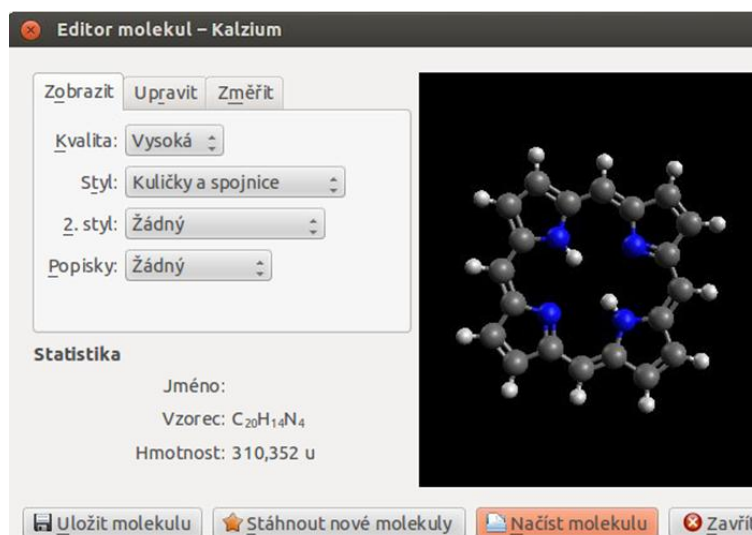 Editor molekul – Kalzium
Zobrazit Upravit Změřit
Kvalita: Vysoká
Styl: Kuličky a spojnice
2. styl: Žádný
Popisky: Žádný
Statistika
Jméno:
Vzorec: C₂₀H₁₄N₄
Hmotnost: 310,352 u
Uložit molekulu Stáhnout nové molekuly Načíst molekulu Zavří